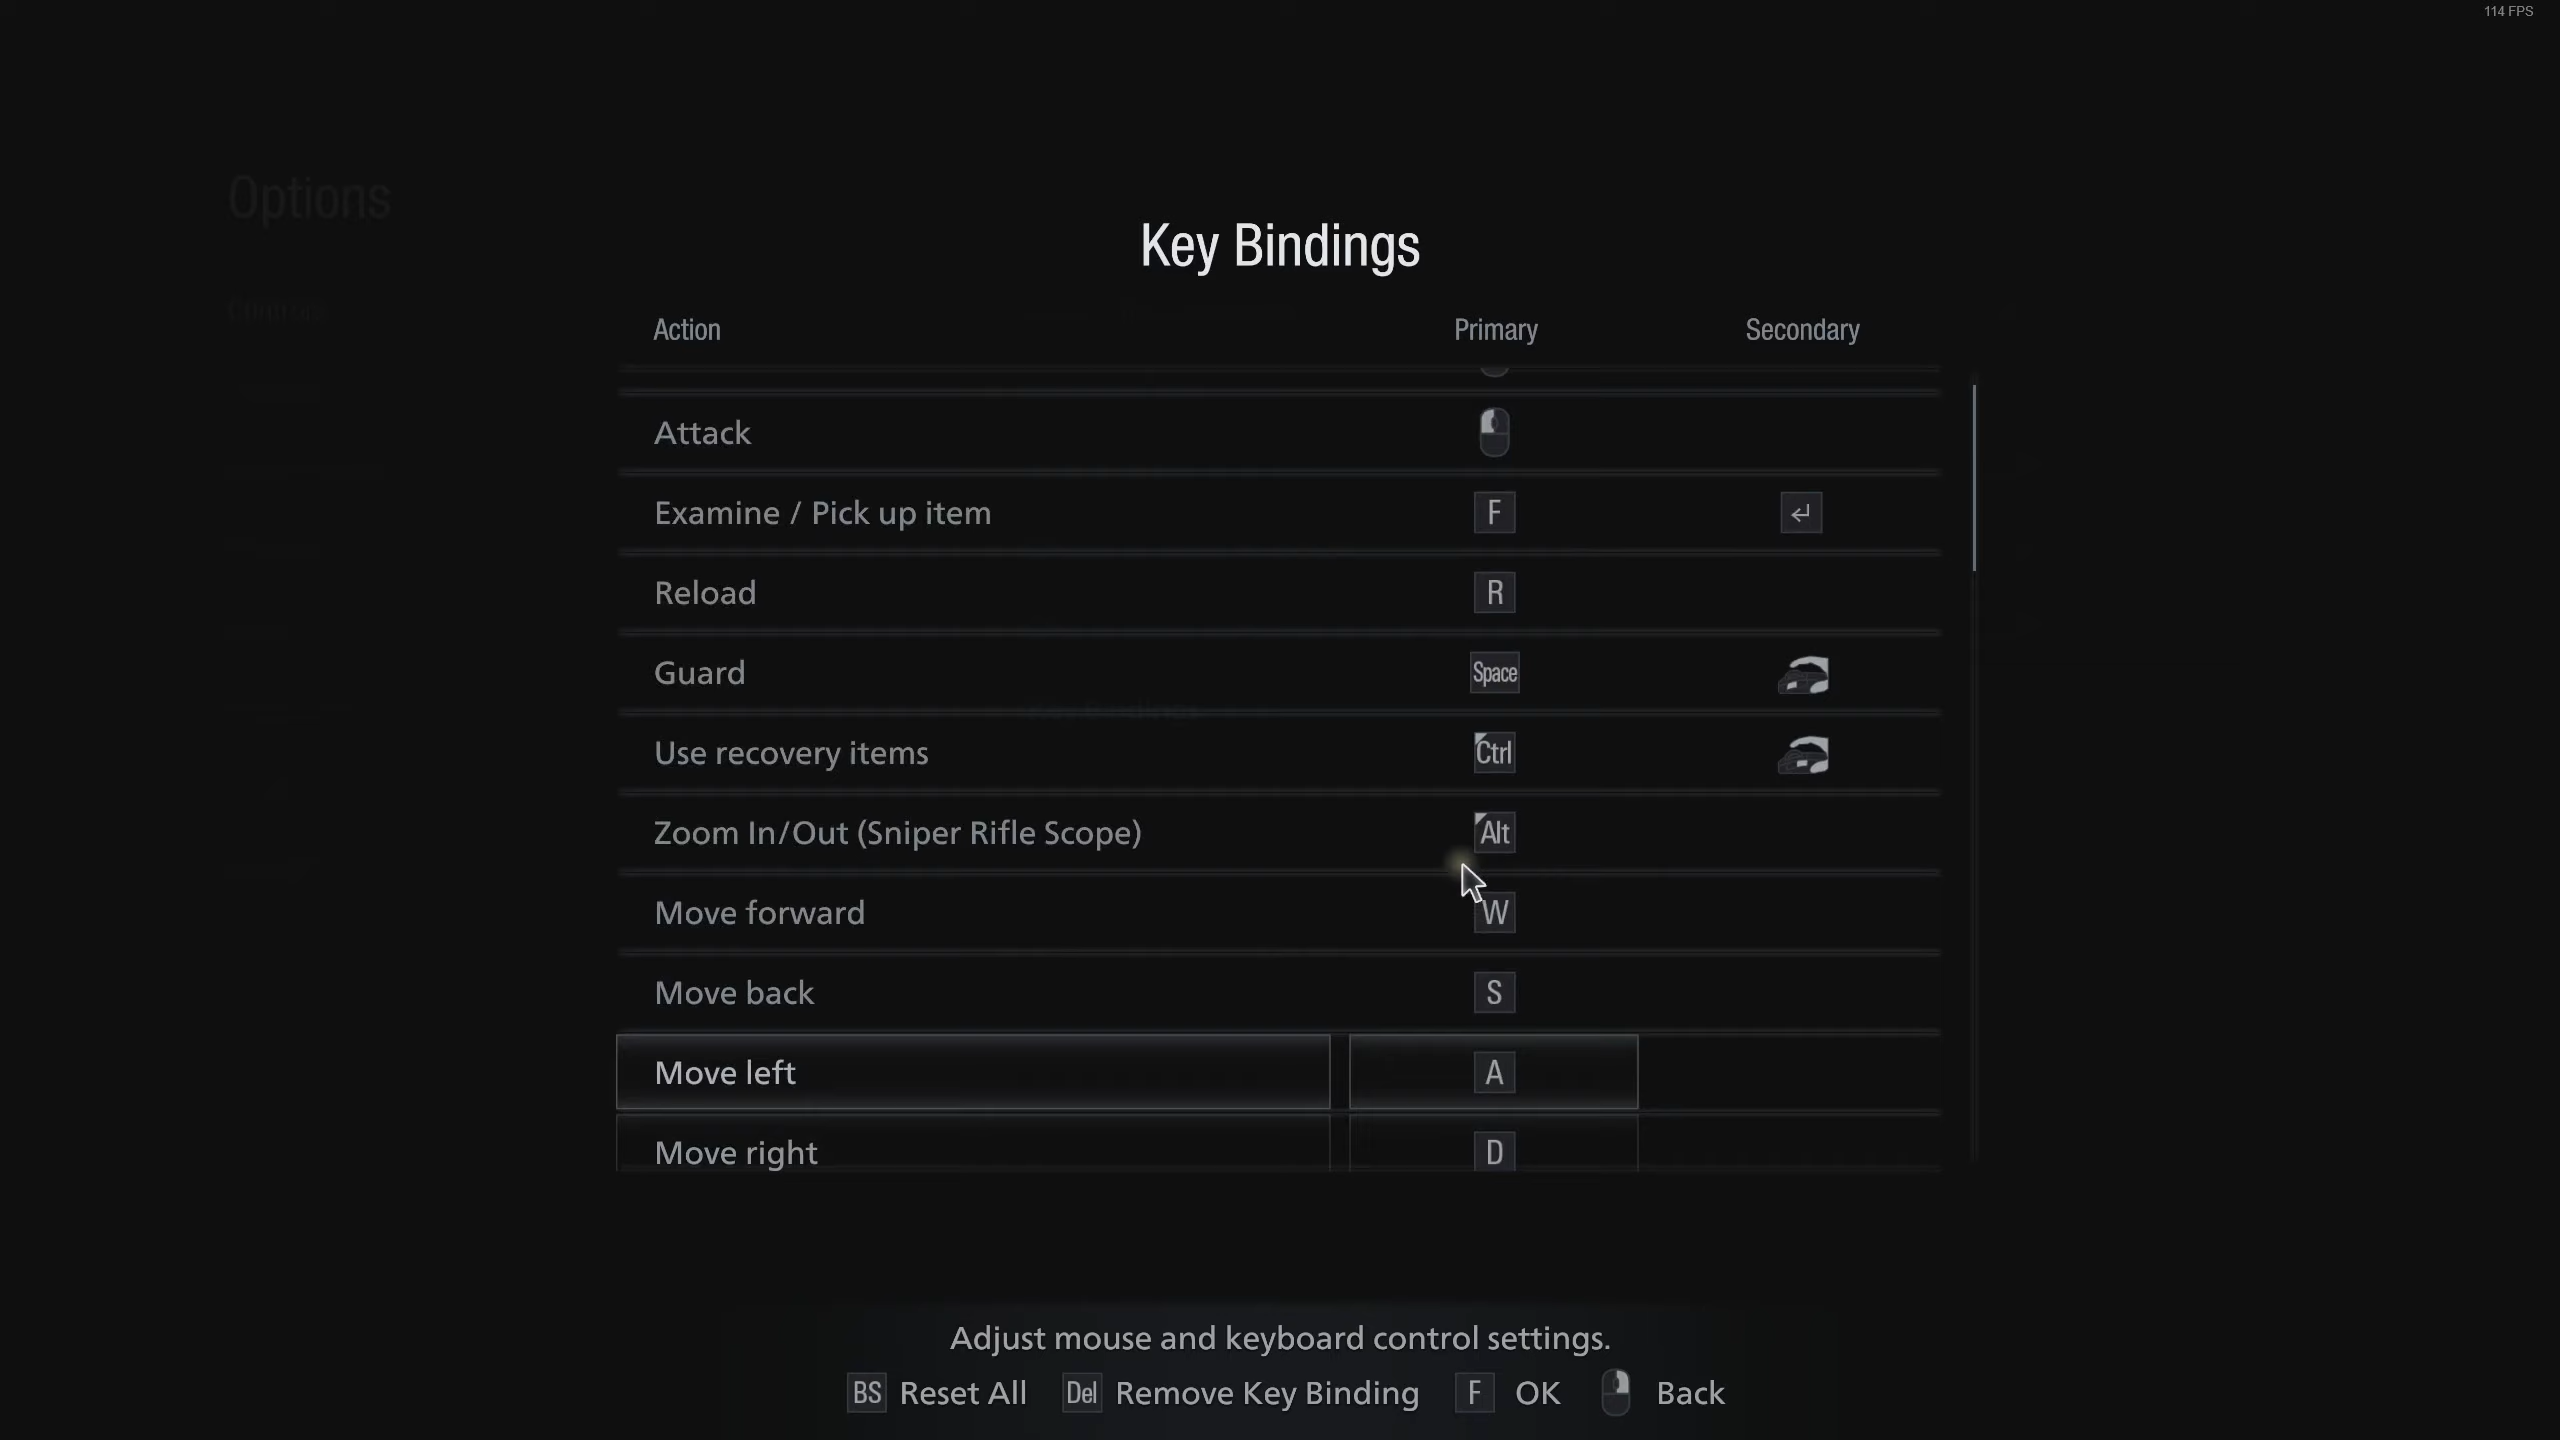 114 FPS
Options
Controls
Key Bindings
Action Primary Secondary
Attack
Examine / Pick up item F ↵
Reload R
Guard Space
Use recovery items Ctrl
Zoom In/Out (Sniper Rifle Scope) Alt
Move forward W
Move back S
Move left A
Move right D
Adjust mouse and keyboard control settings.
BS Reset All Del Remove Key Binding F OK Back